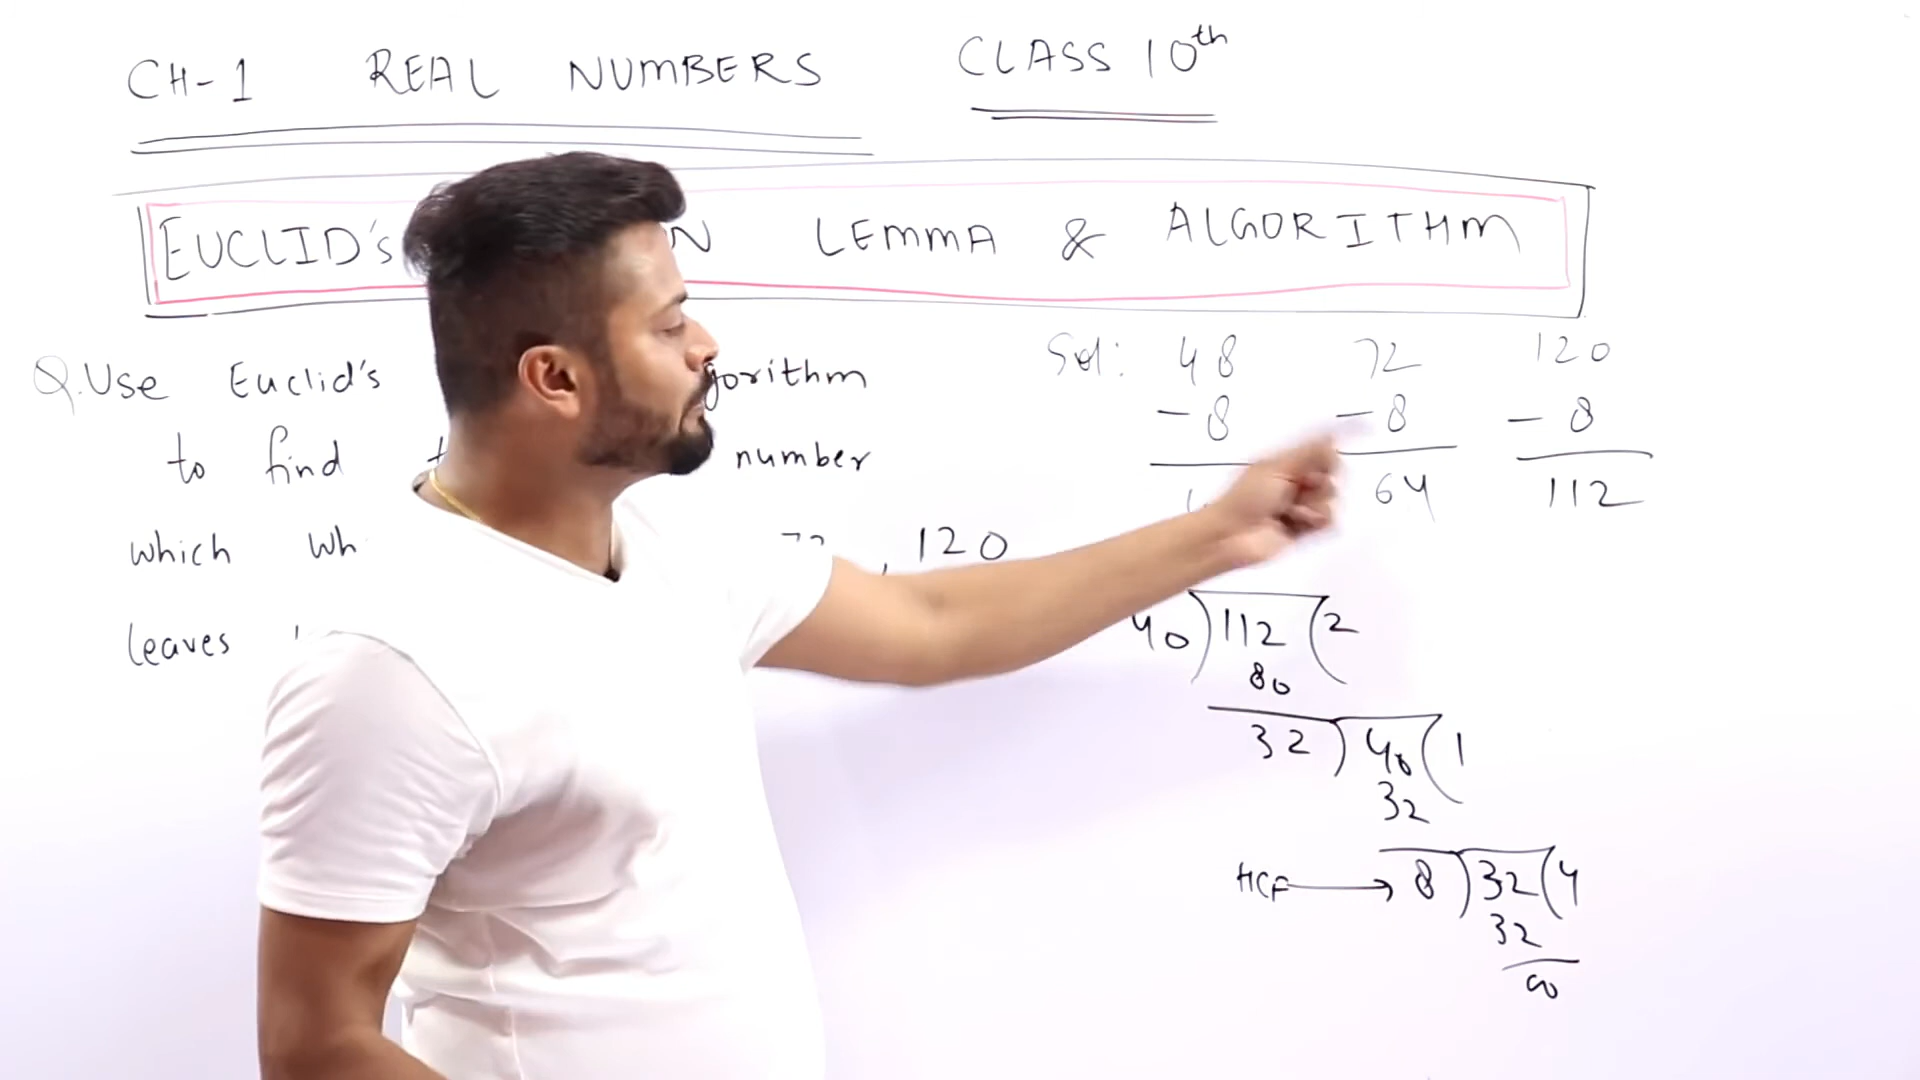 CH-1 REAL NUMBERS CLASS 10th
EUCLID's LEMMA & ALGORITHM
Q.Use Euclid's gorithm
to find number
which Wh , 120
leaves
Sol: 48 72 120
- 8 - 8 - 8
64 112
40) 112 (2
80
32) 40 (1
32
HCF → 8) 32 (4
32